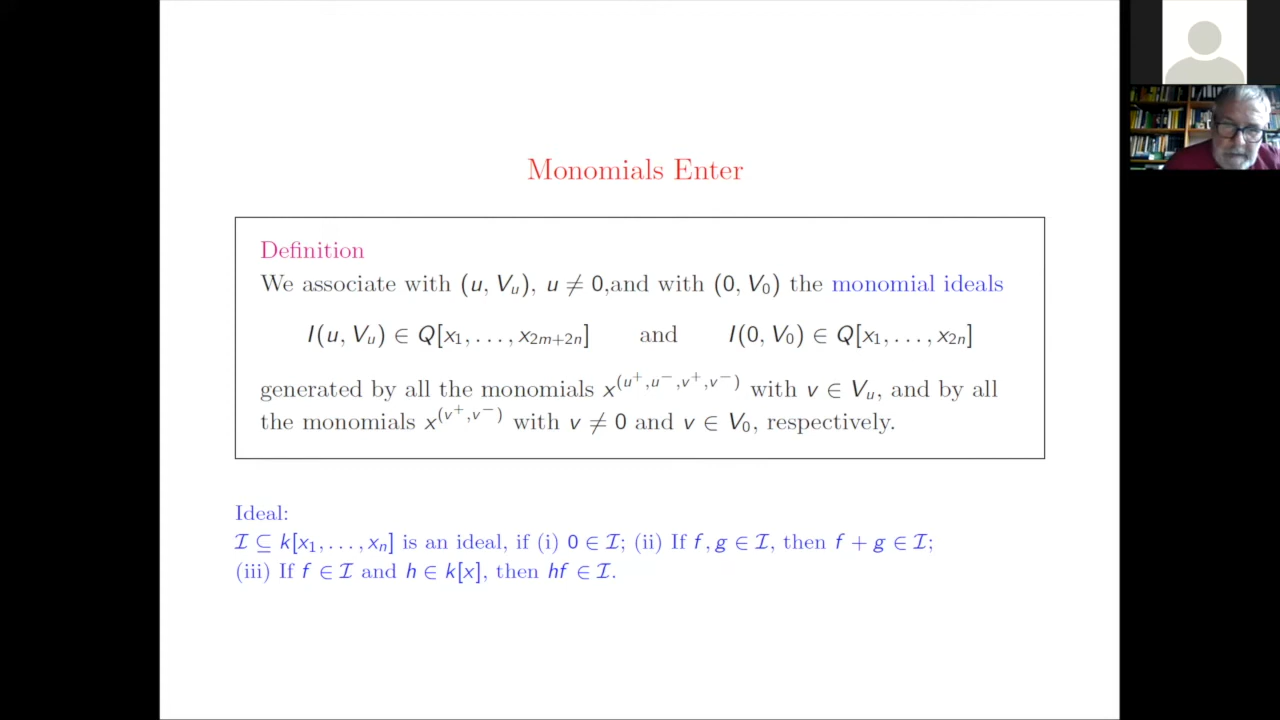 Monomials Enter
Definition
We associate with (u, V_u), u ≠ 0,and with (0, V_0) the monomial ideals
I(u, V_u) ∈ Q[x_1, . . . , x_{2m+2n}] and I(0, V_0) ∈ Q[x_1, . . . , x_{2n}]
generated by all the monomials x^{(u^+,u^−,v^+,v^−)} with v ∈ V_u, and by all
the monomials x^{(v^+,v^−)} with v ≠ 0 and v ∈ V_0, respectively.
Ideal:
ℐ ⊆ k[x_1, . . . , x_n] is an ideal, if (i) 0 ∈ ℐ; (ii) If f, g ∈ ℐ, then f + g ∈ ℐ;
(iii) If f ∈ ℐ and h ∈ k[x], then hf ∈ ℐ.